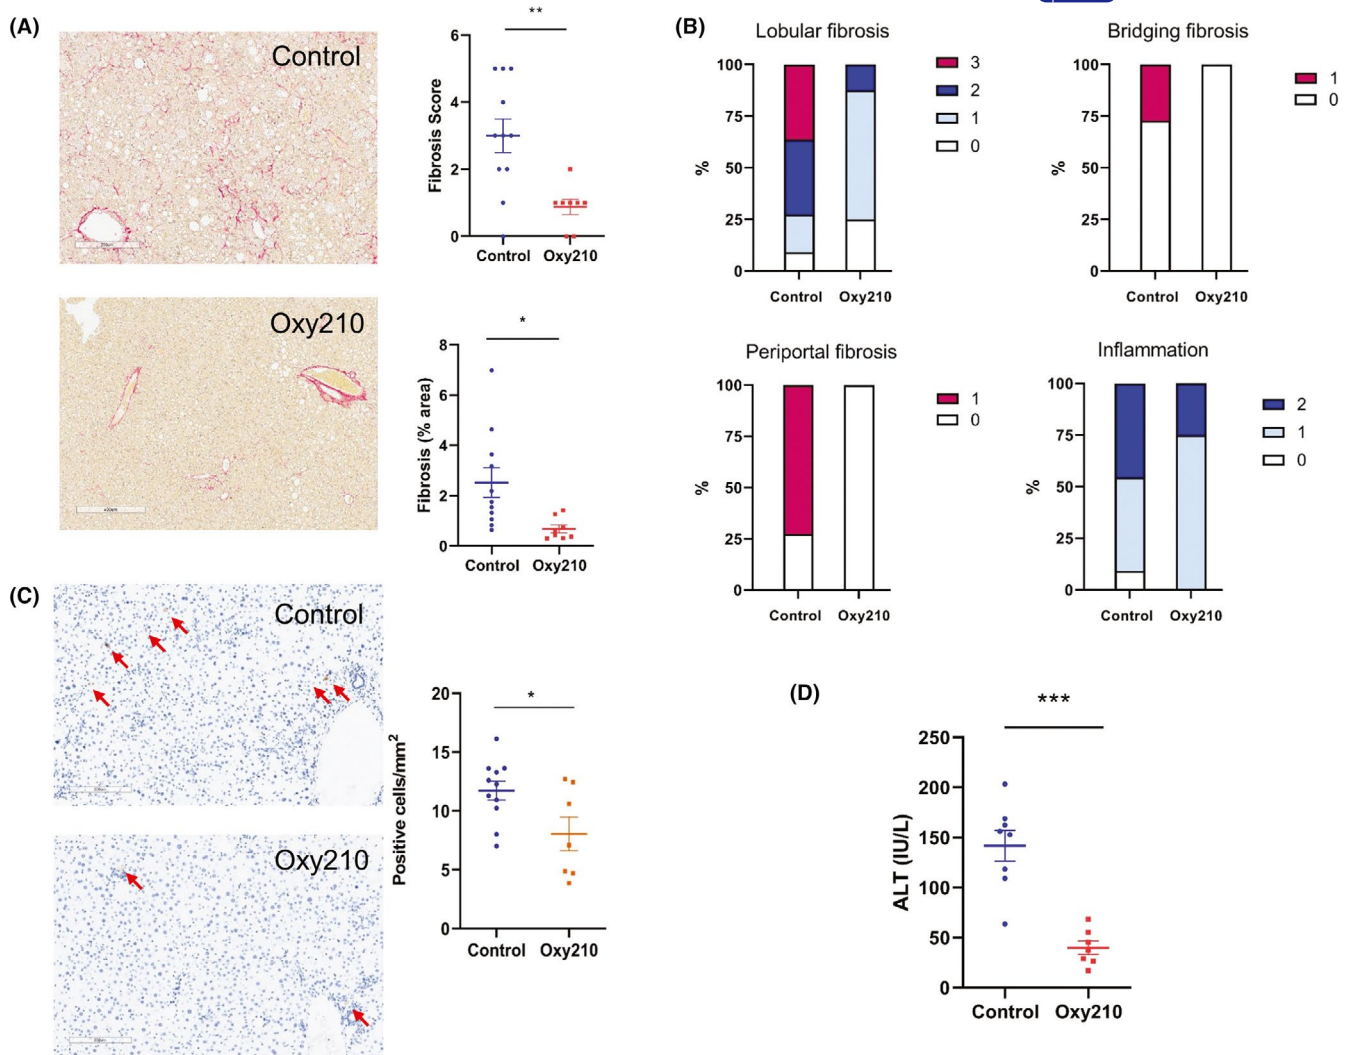 (A)
Control
**
Fibrosis Score
6
4
2
0
Control Oxy210
Oxy210
*
Fibrosis (% area)
8
6
4
2
0
Control Oxy210
(B)
Lobular fibrosis
%
100
75
50
25
0
Control Oxy210
3
2
1
0
Bridging fibrosis
%
100
75
50
25
0
Control Oxy210
1
0
Periportal fibrosis
%
100
75
50
25
0
Control Oxy210
1
0
Inflammation
%
100
75
50
25
0
Control Oxy210
2
1
0
(C)
Control
Oxy210
*
Positive cells/mm²
20
15
10
5
0
Control Oxy210
(D)
***
ALT (IU/L)
250
200
150
100
50
0
Control Oxy210